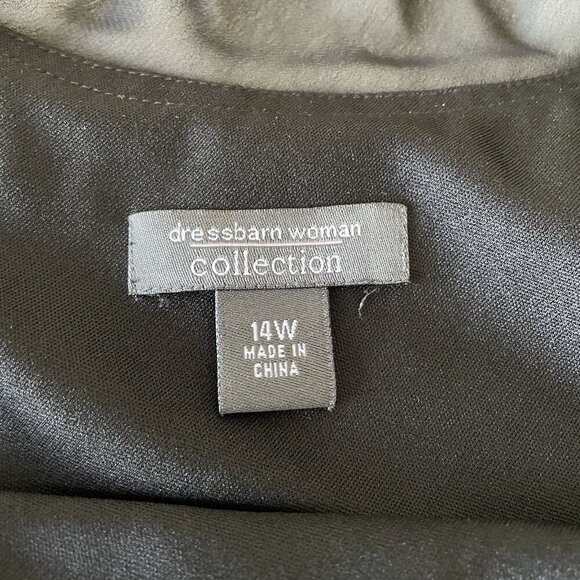 dressbarn woman
collection
14W
MADE IN
CHINA